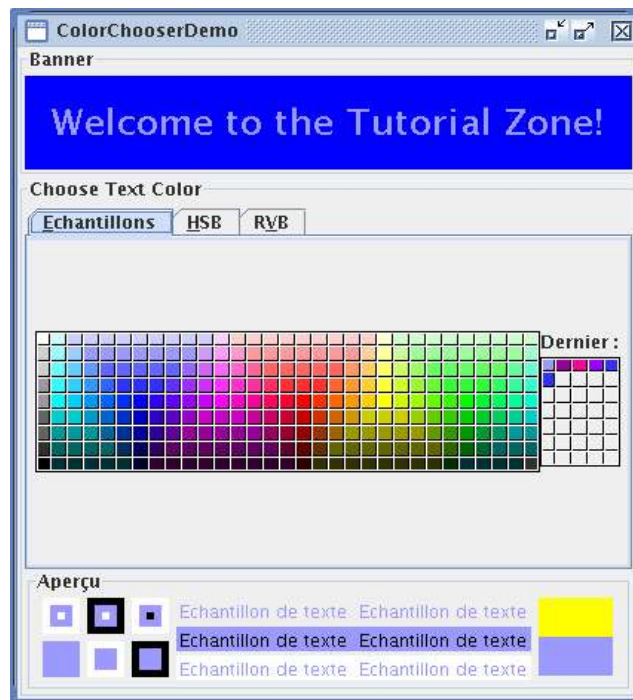 ColorChooserDemo
Banner
Welcome to the Tutorial Zone!
Choose Text Color
Echantillons HSB RVB
Dernier :
Aperçu
Echantillon de texte Echantillon de texte
Echantillon de texte Echantillon de texte
Echantillon de texte Echantillon de texte